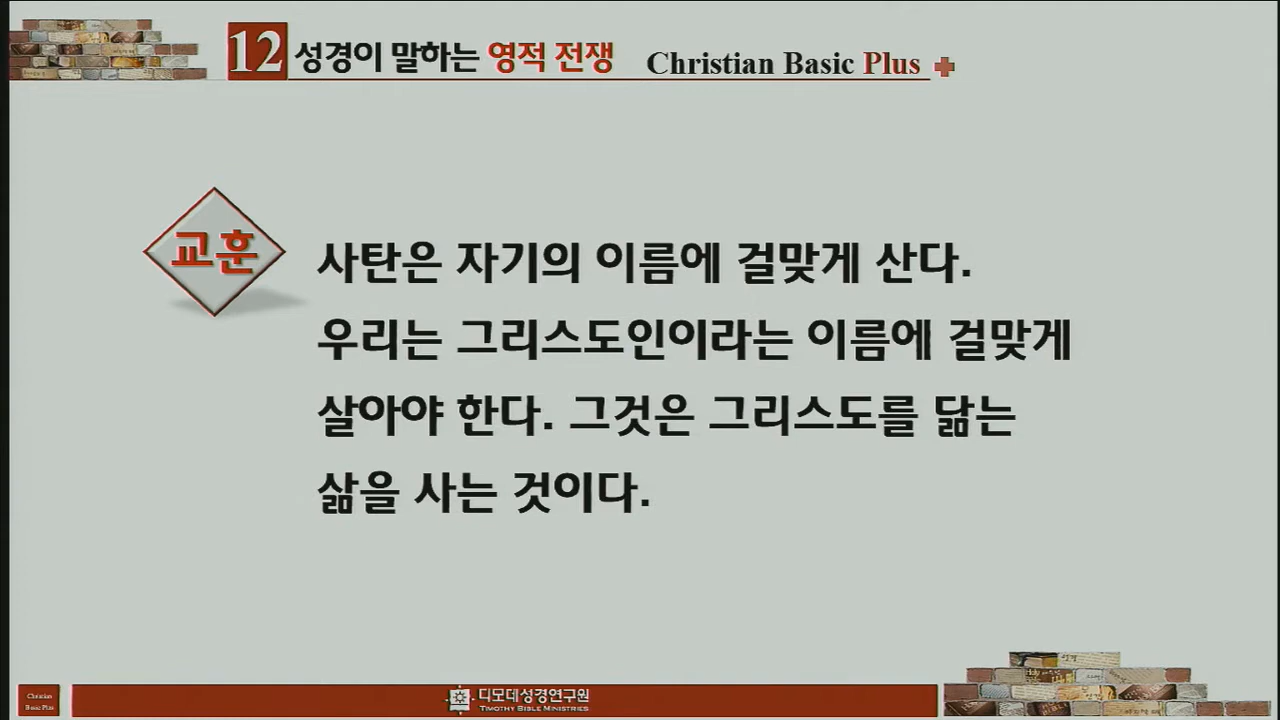 12 성경이 말하는 영적 전쟁 Christian Basic Plus
교훈
사탄은 자기의 이름에 걸맞게 산다.
우리는 그리스도인이라는 이름에 걸맞게
살아야 한다. 그것은 그리스도를 닮는
삶을 사는 것이다.
Christian
Basic Plus
디모데성경연구원
TIMOTHY BIBLE MINISTRIES